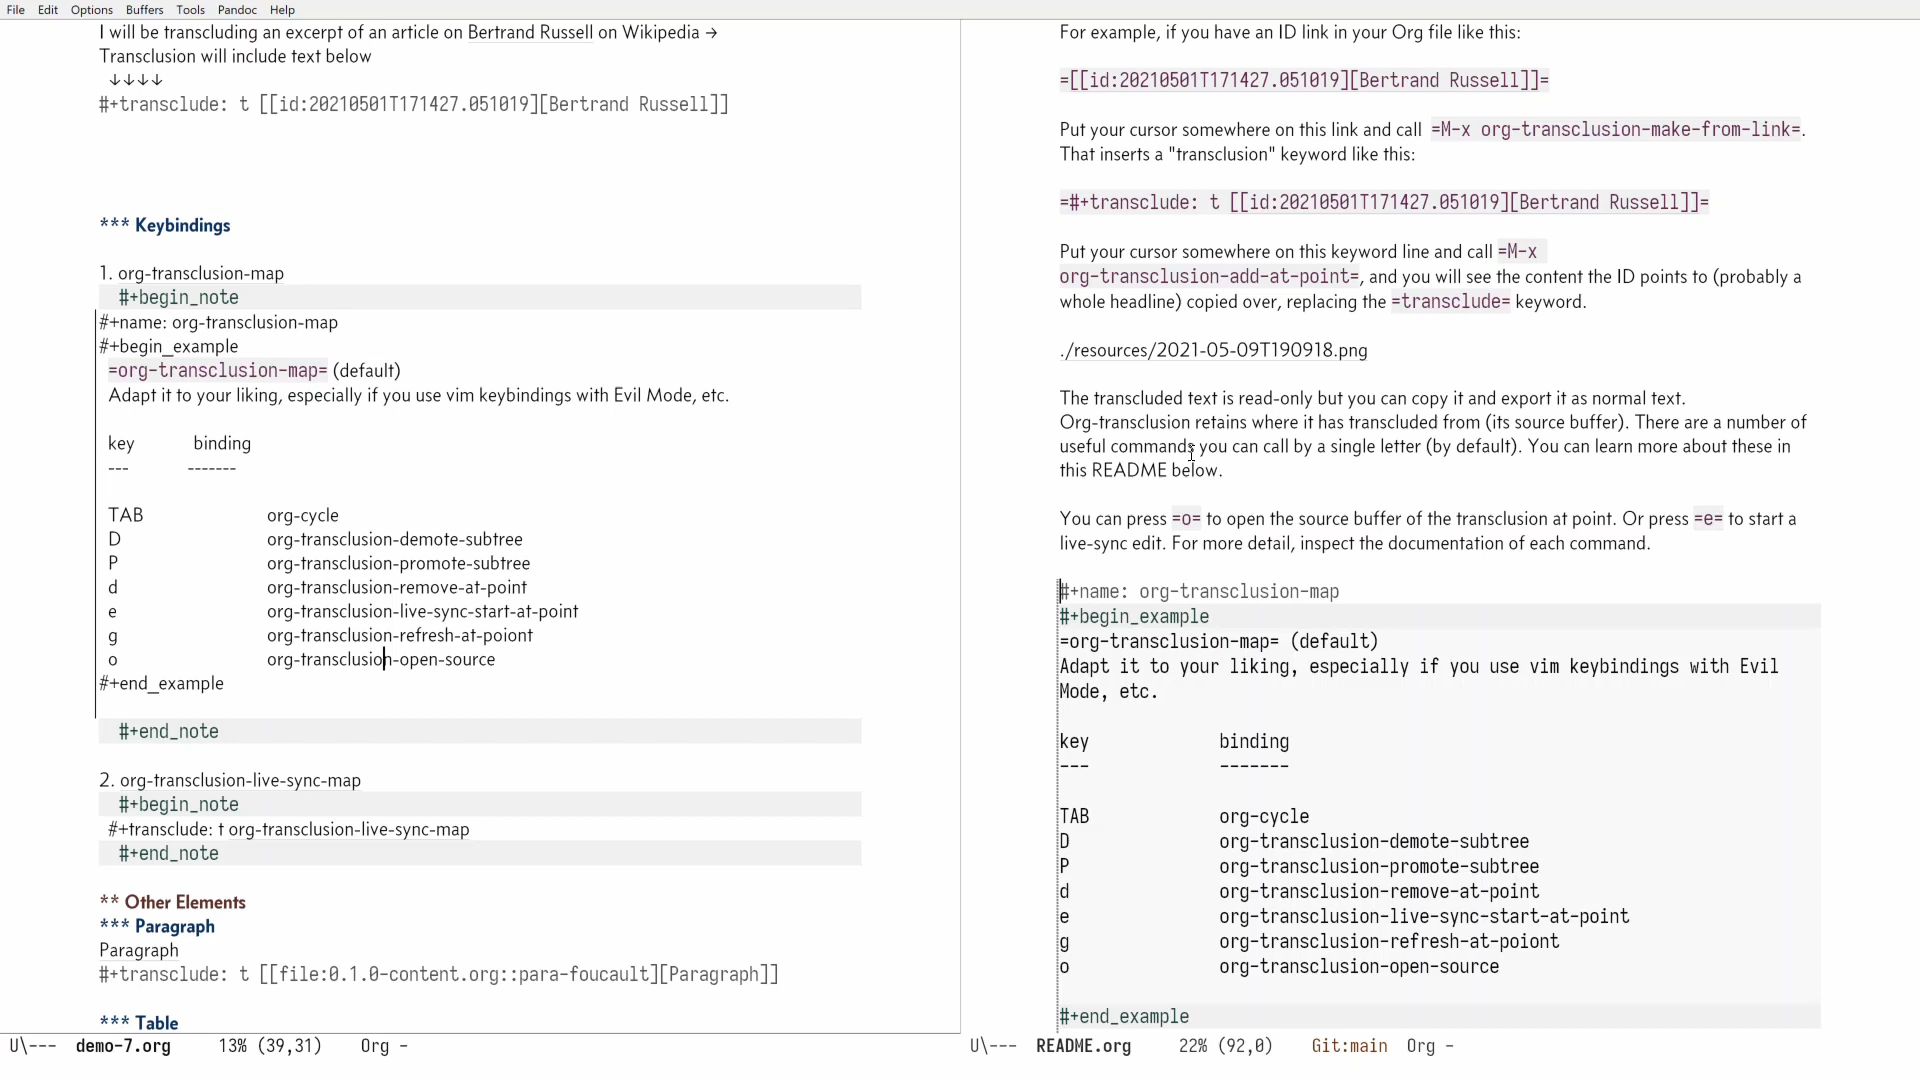 File Edit Options Buffers Tools Pandoc Help
I will be transcluding an excerpt of an article on Bertrand Russell on Wikipedia →
Transclusion will include text below
↓↓↓↓
#+transclude: t [[id:20210501T171427.051019][Bertrand Russell]]
*** Keybindings
1. org-transclusion-map
#+begin_note
#+name: org-transclusion-map
#+begin_example
=org-transclusion-map= (default)
Adapt it to your liking, especially if you use vim keybindings with Evil Mode, etc.
key binding
--- -------
TAB org-cycle
D org-transclusion-demote-subtree
P org-transclusion-promote-subtree
d org-transclusion-remove-at-point
e org-transclusion-live-sync-start-at-point
g org-transclusion-refresh-at-poiont
o org-transclusion-open-source
#+end_example
#+end_note
2. org-transclusion-live-sync-map
#+begin_note
#+transclude: t org-transclusion-live-sync-map
#+end_note
** Other Elements
*** Paragraph
Paragraph
#+transclude: t [[file:0.1.0-content.org::para-foucault][Paragraph]]
*** Table
U\--- demo-7.org 13% (39,31) Org -
For example, if you have an ID link in your Org file like this:
=[[id:20210501T171427.051019][Bertrand Russell]]=
Put your cursor somewhere on this link and call =M-x org-transclusion-make-from-link=.
That inserts a "transclusion" keyword like this:
=#+transclude: t [[id:20210501T171427.051019][Bertrand Russell]]=
Put your cursor somewhere on this keyword line and call =M-x
org-transclusion-add-at-point=, and you will see the content the ID points to (probably a
whole headline) copied over, replacing the =transclude= keyword.
./resources/2021-05-09T190918.png
The transcluded text is read-only but you can copy it and export it as normal text.
Org-transclusion retains where it has transcluded from (its source buffer). There are a number of
useful commands you can call by a single letter (by default). You can learn more about these in
this README below.
You can press =o= to open the source buffer of the transclusion at point. Or press =e= to start a
live-sync edit. For more detail, inspect the documentation of each command.
#+name: org-transclusion-map
#+begin_example
=org-transclusion-map= (default)
Adapt it to your liking, especially if you use vim keybindings with Evil
Mode, etc.
key binding
--- -------
TAB org-cycle
D org-transclusion-demote-subtree
P org-transclusion-promote-subtree
d org-transclusion-remove-at-point
e org-transclusion-live-sync-start-at-point
g org-transclusion-refresh-at-poiont
o org-transclusion-open-source
#+end_example
U\--- README.org 22% (92,0) Git:main Org -